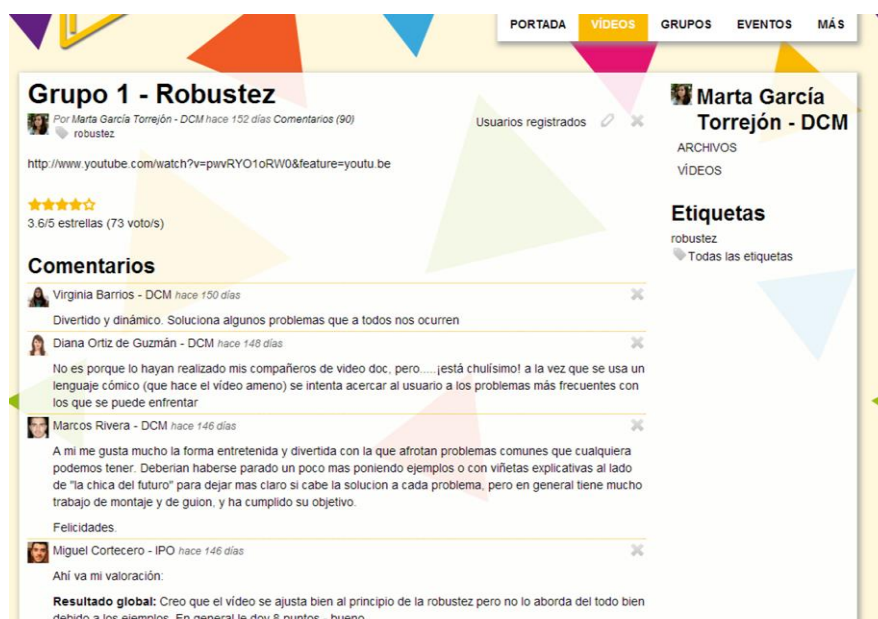 PORTADA VÍDEOS GRUPOS EVENTOS MÁS
Grupo 1 - Robustez
Por Marta García Torrejón - DCM hace 152 días Comentarios (90)
robustez
Usuarios registrados
http://www.youtube.com/watch?v=pwvRYO1oRW0&feature=youtu.be
3.6/5 estrellas (73 voto/s)
Comentarios
Virginia Barrios - DCM hace 150 días
Divertido y dinámico. Soluciona algunos problemas que a todos nos ocurren
Diana Ortiz de Guzmán - DCM hace 148 días
No es porque lo hayan realizado mis compañeros de video doc, pero.....¡está chulísimo! a la vez que se usa un
lenguaje cómico (que hace el vídeo ameno) se intenta acercar al usuario a los problemas más frecuentes con
los que se puede enfrentar
Marcos Rivera - DCM hace 146 días
A mi me gusta mucho la forma entretenida y divertida con la que afrotan problemas comunes que cualquiera
podemos tener. Deberian haberse parado un poco mas poniendo ejemplos o con viñetas explicativas al lado
de "la chica del futuro" para dejar mas claro si cabe la solucion a cada problema, pero en general tiene mucho
trabajo de montaje y de guion, y ha cumplido su objetivo.
Felicidades.
Miguel Cortecero - IPO hace 146 días
Ahí va mi valoración:
Resultado global: Creo que el vídeo se ajusta bien al principio de la robustez pero no lo aborda del todo bien
debido a los ejemplos. En general le doy 8 puntos - bueno
Marta García
Torrejón - DCM
ARCHIVOS
VÍDEOS
Etiquetas
robustez
Todas las etiquetas